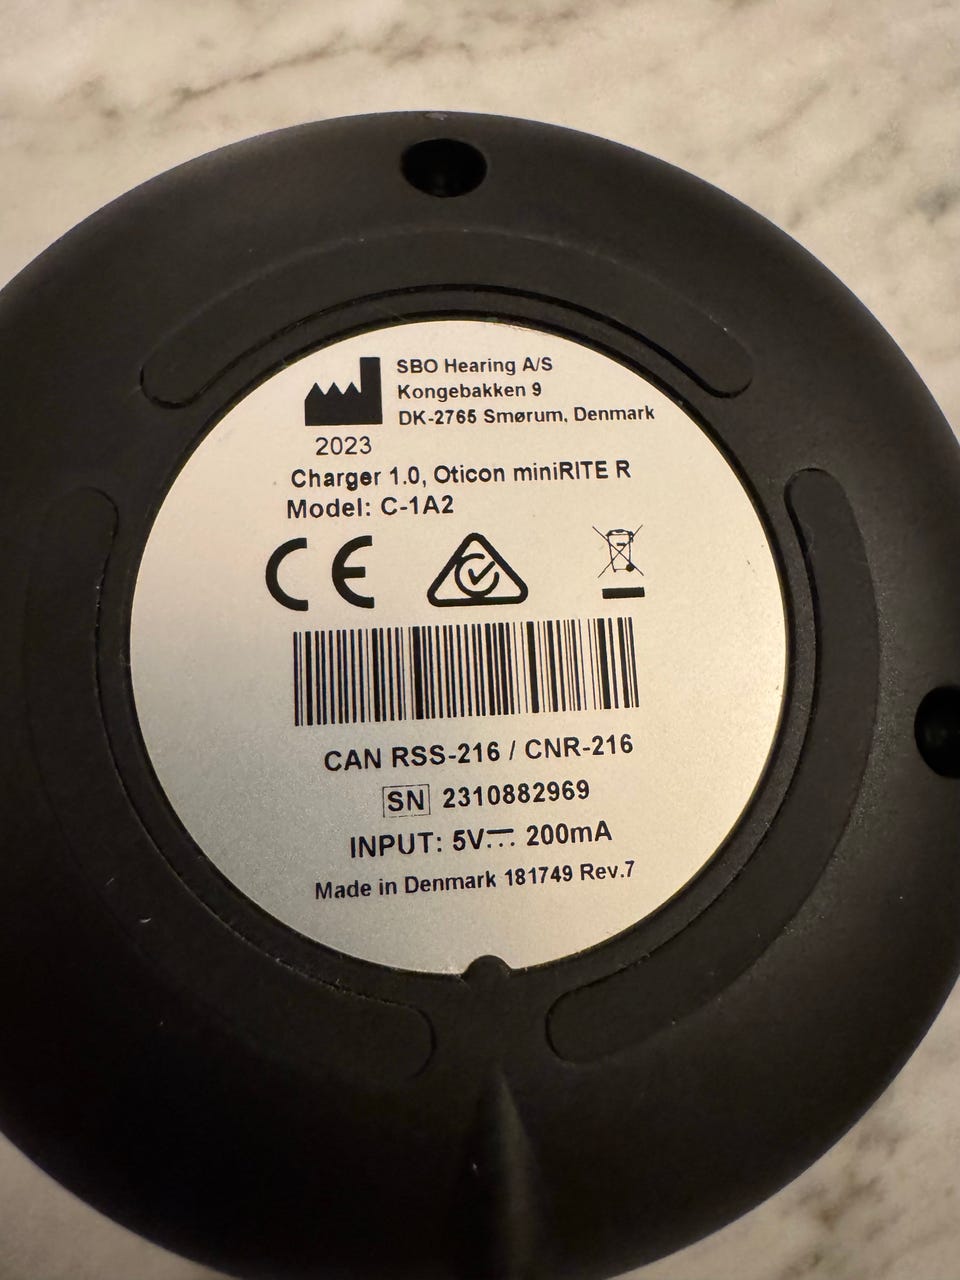 SBO Hearing A/S
Kongebakken 9
DK-2765 Smørum, Denmark
2023
Charger 1.0, Oticon miniRITE R
Model: C-1A2
CE
CAN RSS-216 / CNR-216
SN 2310882969
INPUT: 5V⎓ 200mA
Made in Denmark 181749 Rev.7